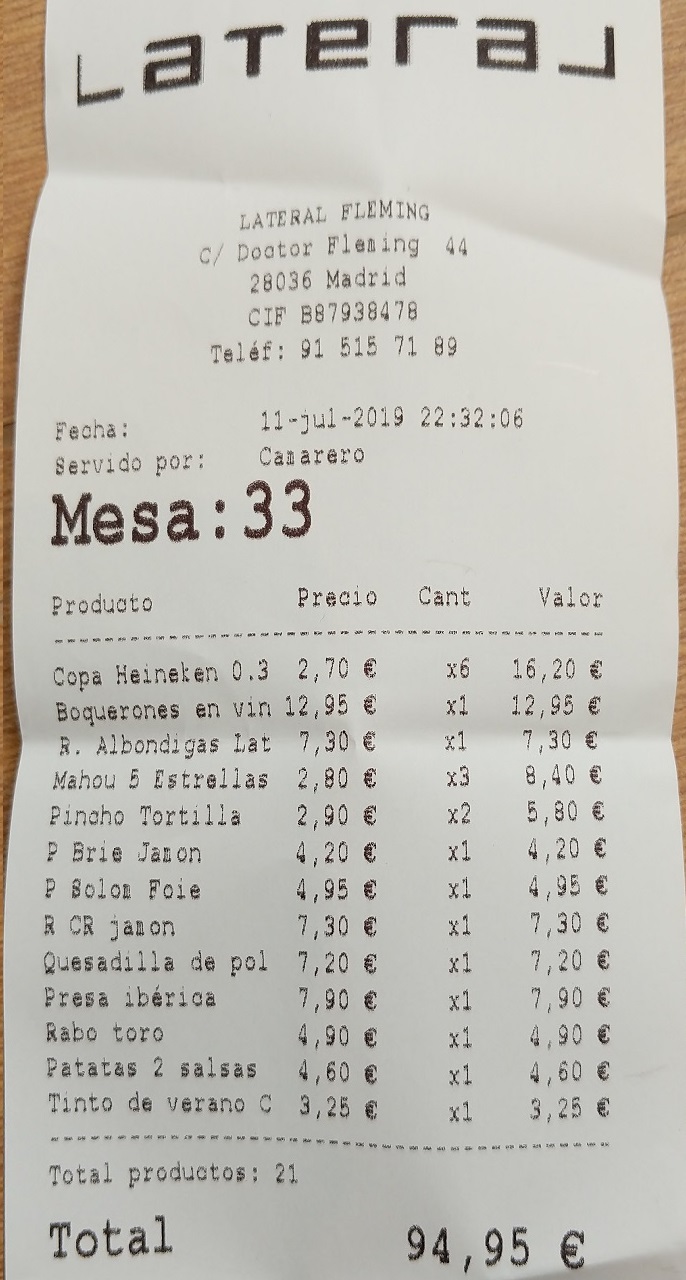 Lateral
LATERAL FLEMING
C/ Doctor Fleming 44
28036 Madrid
CIF B87938478
Teléf: 91 515 71 89
Fecha: 11-jul-2019 22:32:06
Servido por: Camarero
Mesa:33
Producto Precio Cant Valor
Copa Heineken 0.3 2,70 € x6 16,20 €
Boquerones en vin 12,95 € x1 12,95 €
R. Albondigas Lat 7,30 € x1 7,30 €
Mahou 5 Estrellas 2,80 € x3 8,40 €
Pincho Tortilla 2,90 € x2 5,80 €
P Brie Jamon 4,20 € x1 4,20 €
P Solom Foie 4,95 € x1 4,95 €
R CR jamon 7,30 € x1 7,30 €
Quesadilla de pol 7,20 € x1 7,20 €
Presa ibérica 7,90 € x1 7,90 €
Rabo toro 4,90 € x1 4,90 €
Patatas 2 salsas 4,60 € x1 4,60 €
Tinto de verano C 3,25 € x1 3,25 €
Total productos: 21
Total 94,95 €